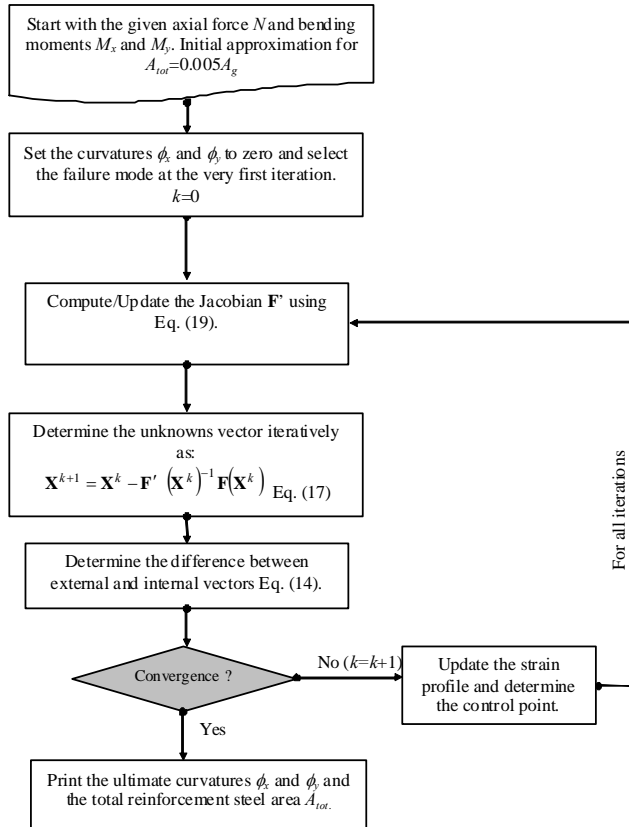 Start with the given axial force N and bending
moments Mx and My. Initial approximation for
Atot=0.005Ag
Set the curvatures ϕx and ϕy to zero and select
the failure mode at the very first iteration.
k=0
Compute/Update the Jacobian F' using
Eq. (19).
Determine the unknowns vector iteratively
as:
X^{k+1} = X^k − F′ (X^k)^{−1} F(X^k) Eq. (17)
Determine the difference between
external and internal vectors Eq. (14).
Convergence ?
No (k=k+1)
Update the strain
profile and determine
the control point.
For all iterations
Yes
Print the ultimate curvatures ϕx and ϕy and
the total reinforcement steel area Atot.